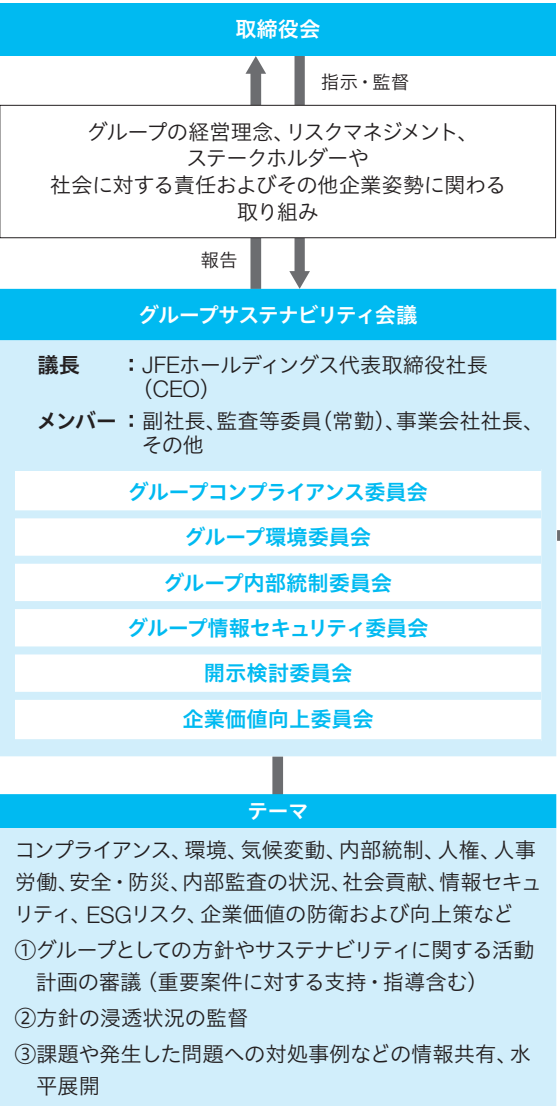 取締役会
指示・監督
グループの経営理念、リスクマネジメント、
ステークホルダーや
社会に対する責任およびその他企業姿勢に関わる
取り組み
報告
グループサステナビリティ会議
議長　：JFEホールディングス代表取締役社長
（CEO）
メンバー：副社長、監査等委員（常勤）、事業会社社長、
その他
グループコンプライアンス委員会
グループ環境委員会
グループ内部統制委員会
グループ情報セキュリティ委員会
開示検討委員会
企業価値向上委員会
テーマ
コンプライアンス、環境、気候変動、内部統制、人権、人事
労働、安全・防災、内部監査の状況、社会貢献、情報セキュ
リティ、ESGリスク、企業価値の防衛および向上策など
①グループとしての方針やサステナビリティに関する活動
計画の審議（重要案件に対する支持・指導含む）
②方針の浸透状況の監督
③課題や発生した問題への対処事例などの情報共有、水
平展開